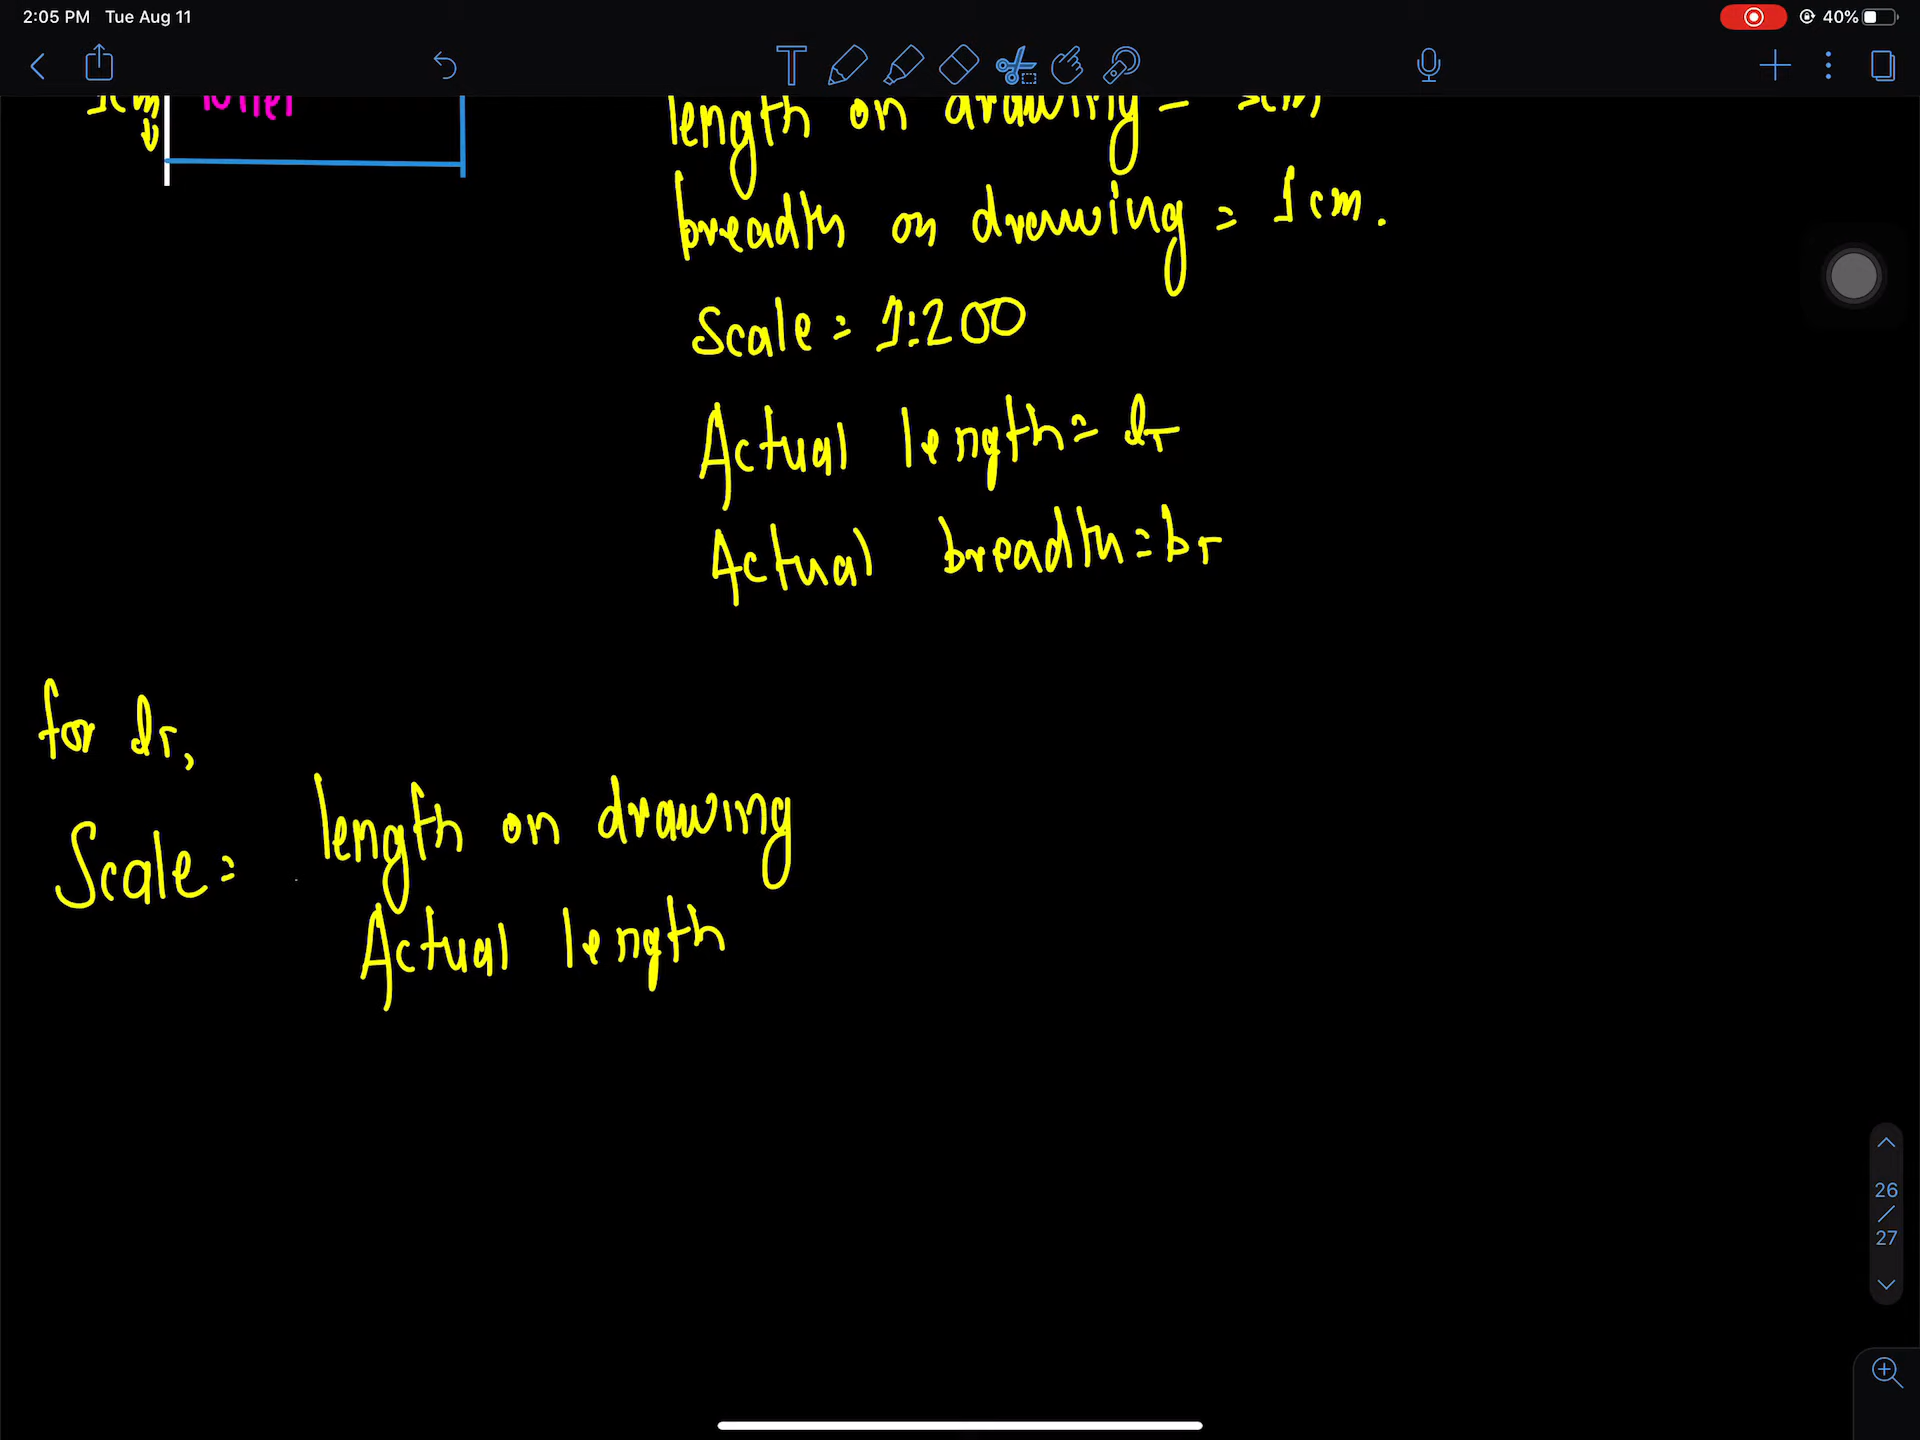 2:05 PM Tue Aug 11
40%
length on drawing =
breadth on drawing = 1cm.
Scale = 1:200
Actual length = lr
Actual breadth = br
for lr,
Scale = length on drawing
Actual length
26
/
27